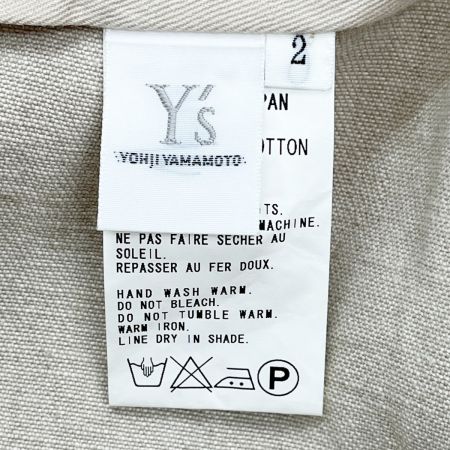 2
Y's
YOHJI YAMAMOTO
PAN
OTTON
TS.
MACHINE.
NE PAS FAIRE SECHER AU
SOLEIL.
REPASSER AU FER DOUX.
HAND WASH WARM.
DO NOT BLEACH.
DO NOT TUMBLE WARM.
WARM IRON.
LINE DRY IN SHADE.
P